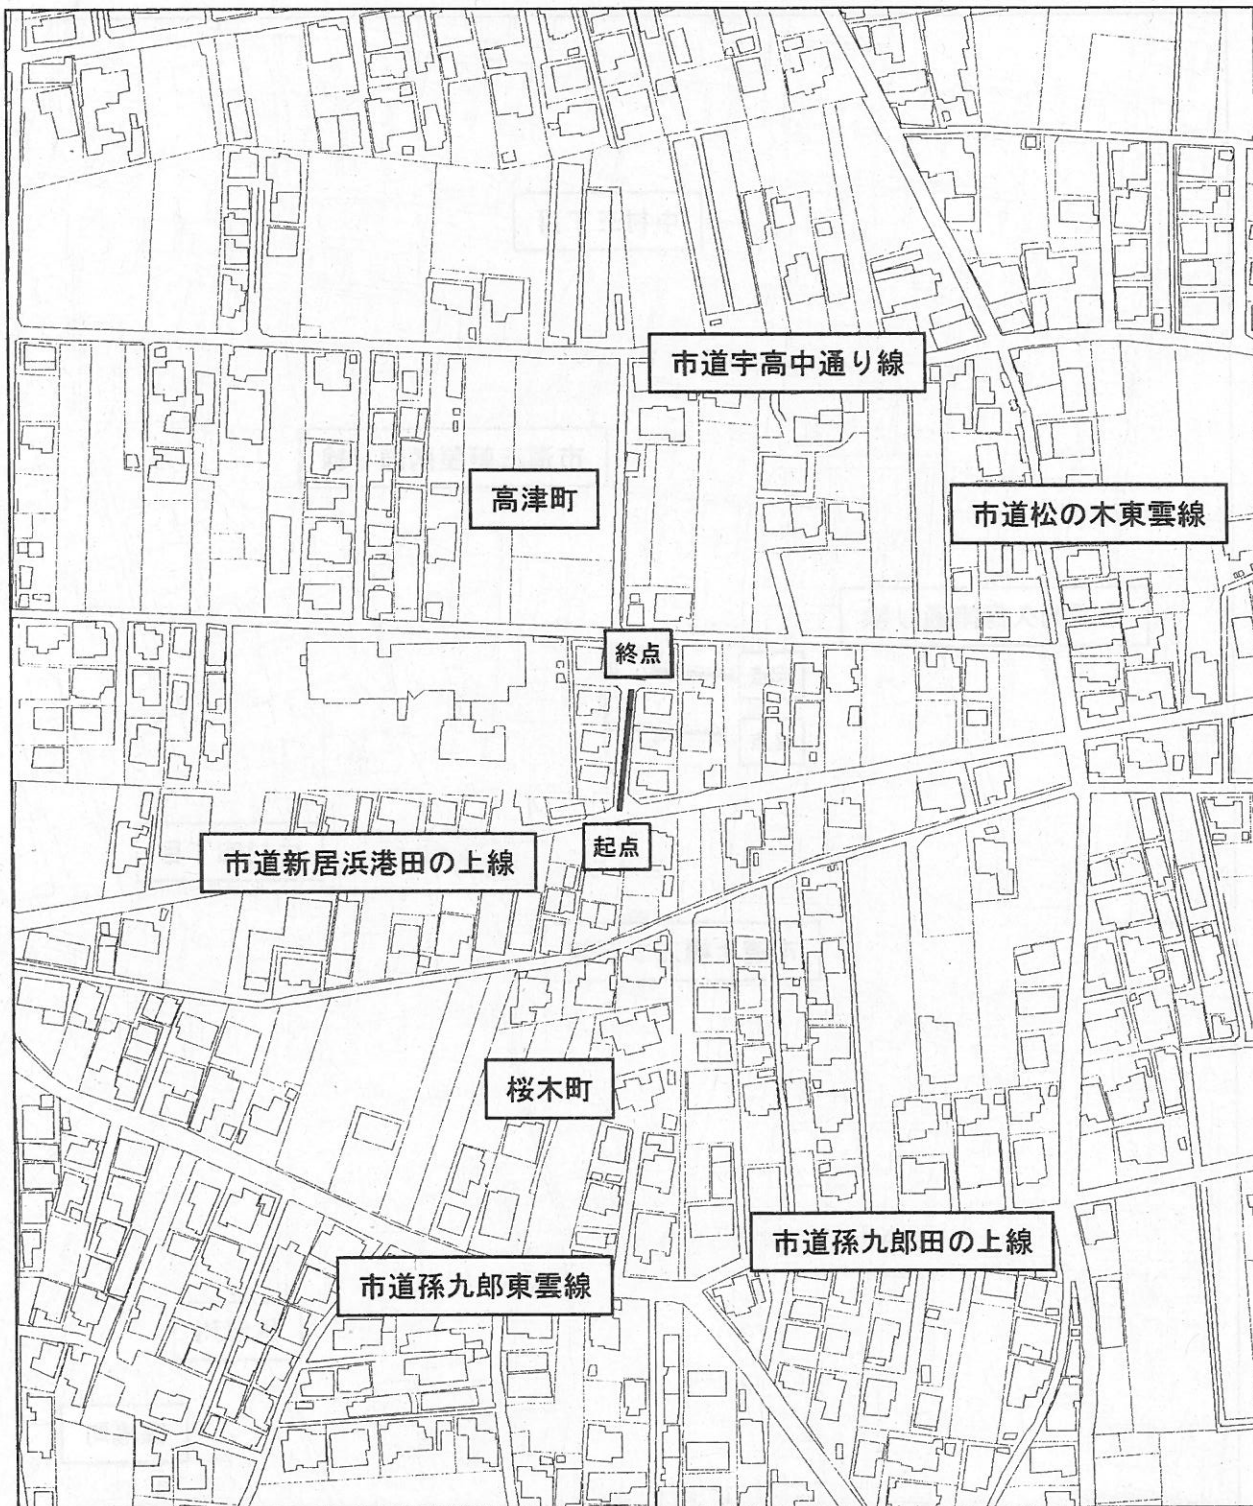 市道宇高中通り線
高津町
市道松の木東雲線
終点
起点
市道新居浜港田の上線
桜木町
市道孫九郎田の上線
市道孫九郎東雲線